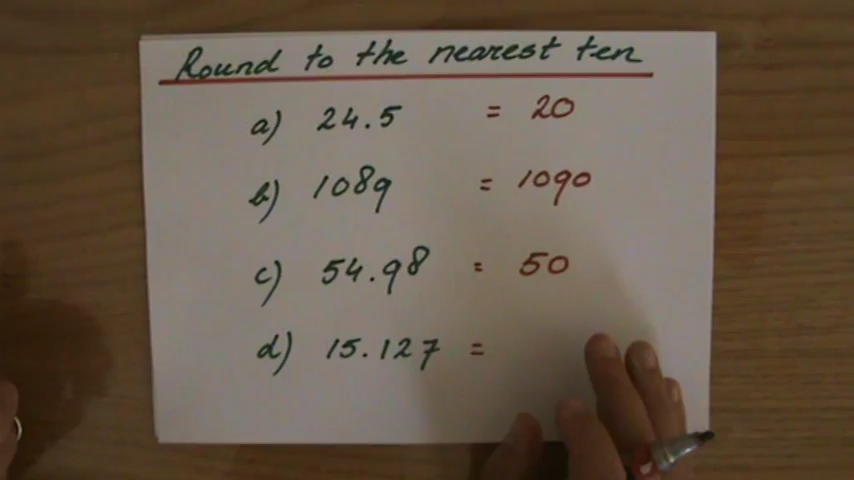 Round to the nearest ten
a) 24.5 = 20
b) 1089 = 1090
c) 54.98 = 50
d) 15.127 =